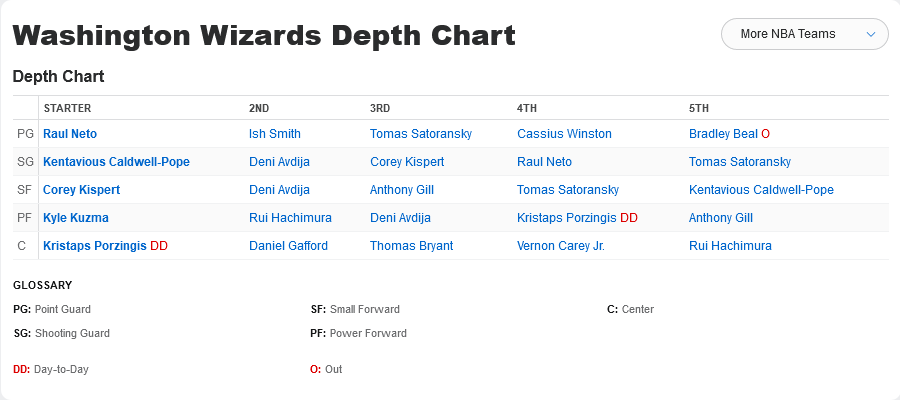 Washington Wizards Depth Chart
More NBA Teams
Depth Chart
STARTER 2ND 3RD 4TH 5TH
PG Raul Neto Ish Smith Tomas Satoransky Cassius Winston Bradley Beal O
SG Kentavious Caldwell-Pope Deni Avdija Corey Kispert Raul Neto Tomas Satoransky
SF Corey Kispert Deni Avdija Anthony Gill Tomas Satoransky Kentavious Caldwell-Pope
PF Kyle Kuzma Rui Hachimura Deni Avdija Kristaps Porzingis DD Anthony Gill
C Kristaps Porzingis DD Daniel Gafford Thomas Bryant Vernon Carey Jr. Rui Hachimura
GLOSSARY
PG: Point Guard SF: Small Forward C: Center
SG: Shooting Guard PF: Power Forward
DD: Day-to-Day O: Out